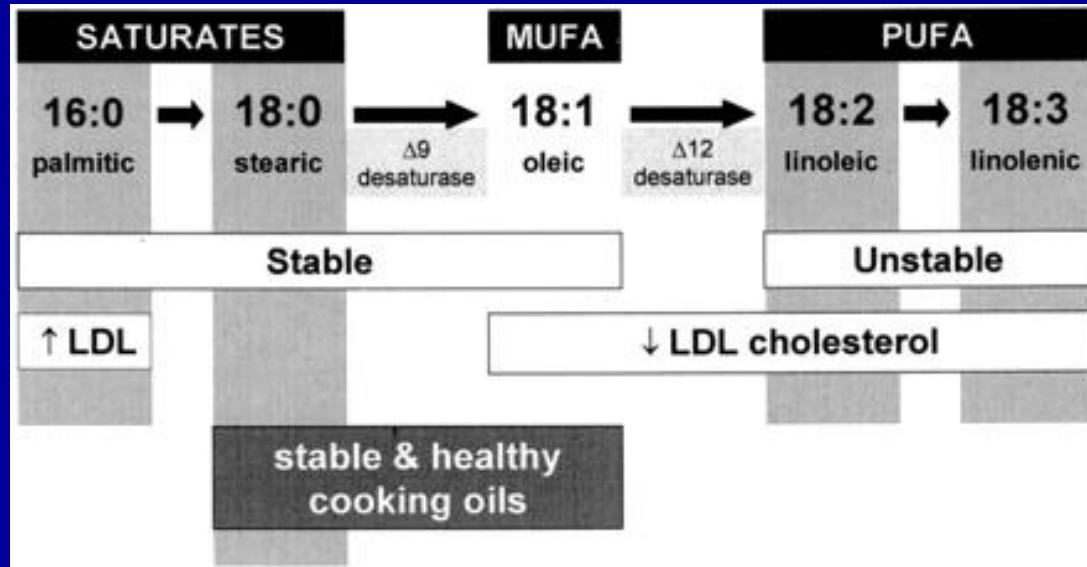 SATURATES
MUFA
PUFA
16:0
18:0
18:1
18:2
18:3
palmitic
stearic
Δ9
desaturase
oleic
Δ12
desaturase
linoleic
linolenic
Stable
Unstable
↑ LDL
↓ LDL cholesterol
stable & healthy
cooking oils